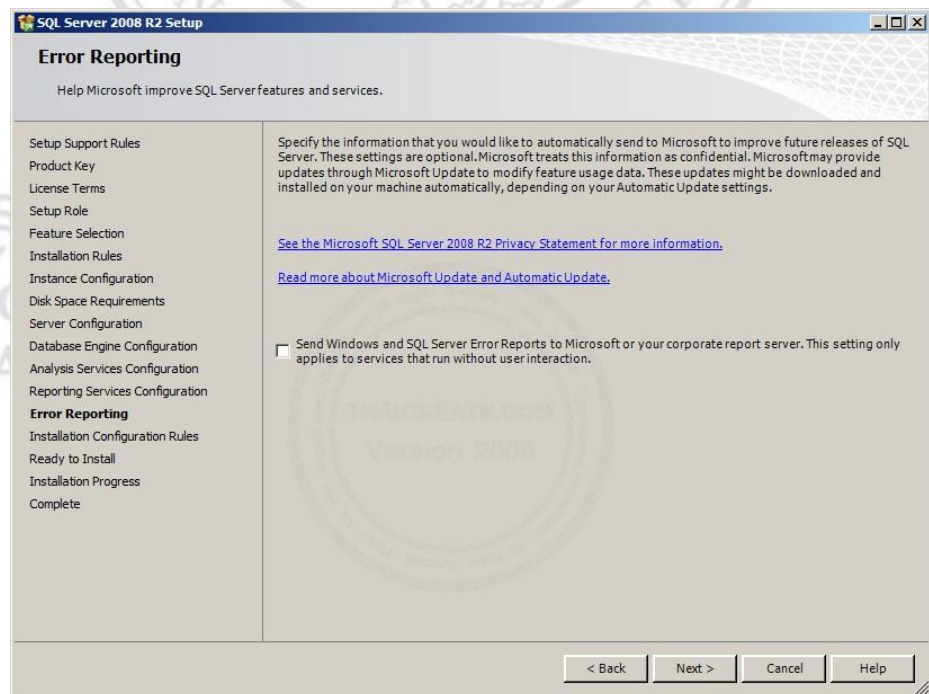 SQL Server 2008 R2 Setup
Error Reporting
Help Microsoft improve SQL Server features and services.
Setup Support Rules
Product Key
License Terms
Setup Role
Feature Selection
Installation Rules
Instance Configuration
Disk Space Requirements
Server Configuration
Database Engine Configuration
Analysis Services Configuration
Reporting Services Configuration
Error Reporting
Installation Configuration Rules
Ready to Install
Installation Progress
Complete
Specify the information that you would like to automatically send to Microsoft to improve future releases of SQL
Server. These settings are optional. Microsoft treats this information as confidential. Microsoft may provide
updates through Microsoft Update to modify feature usage data. These updates might be downloaded and
installed on your machine automatically, depending on your Automatic Update settings.
See the Microsoft SQL Server 2008 R2 Privacy Statement for more information.
Read more about Microsoft Update and Automatic Update.
Send Windows and SQL Server Error Reports to Microsoft or your corporate report server. This setting only
applies to services that run without user interaction.
THAICREATE.COM
Version 2009
< Back
Next >
Cancel
Help